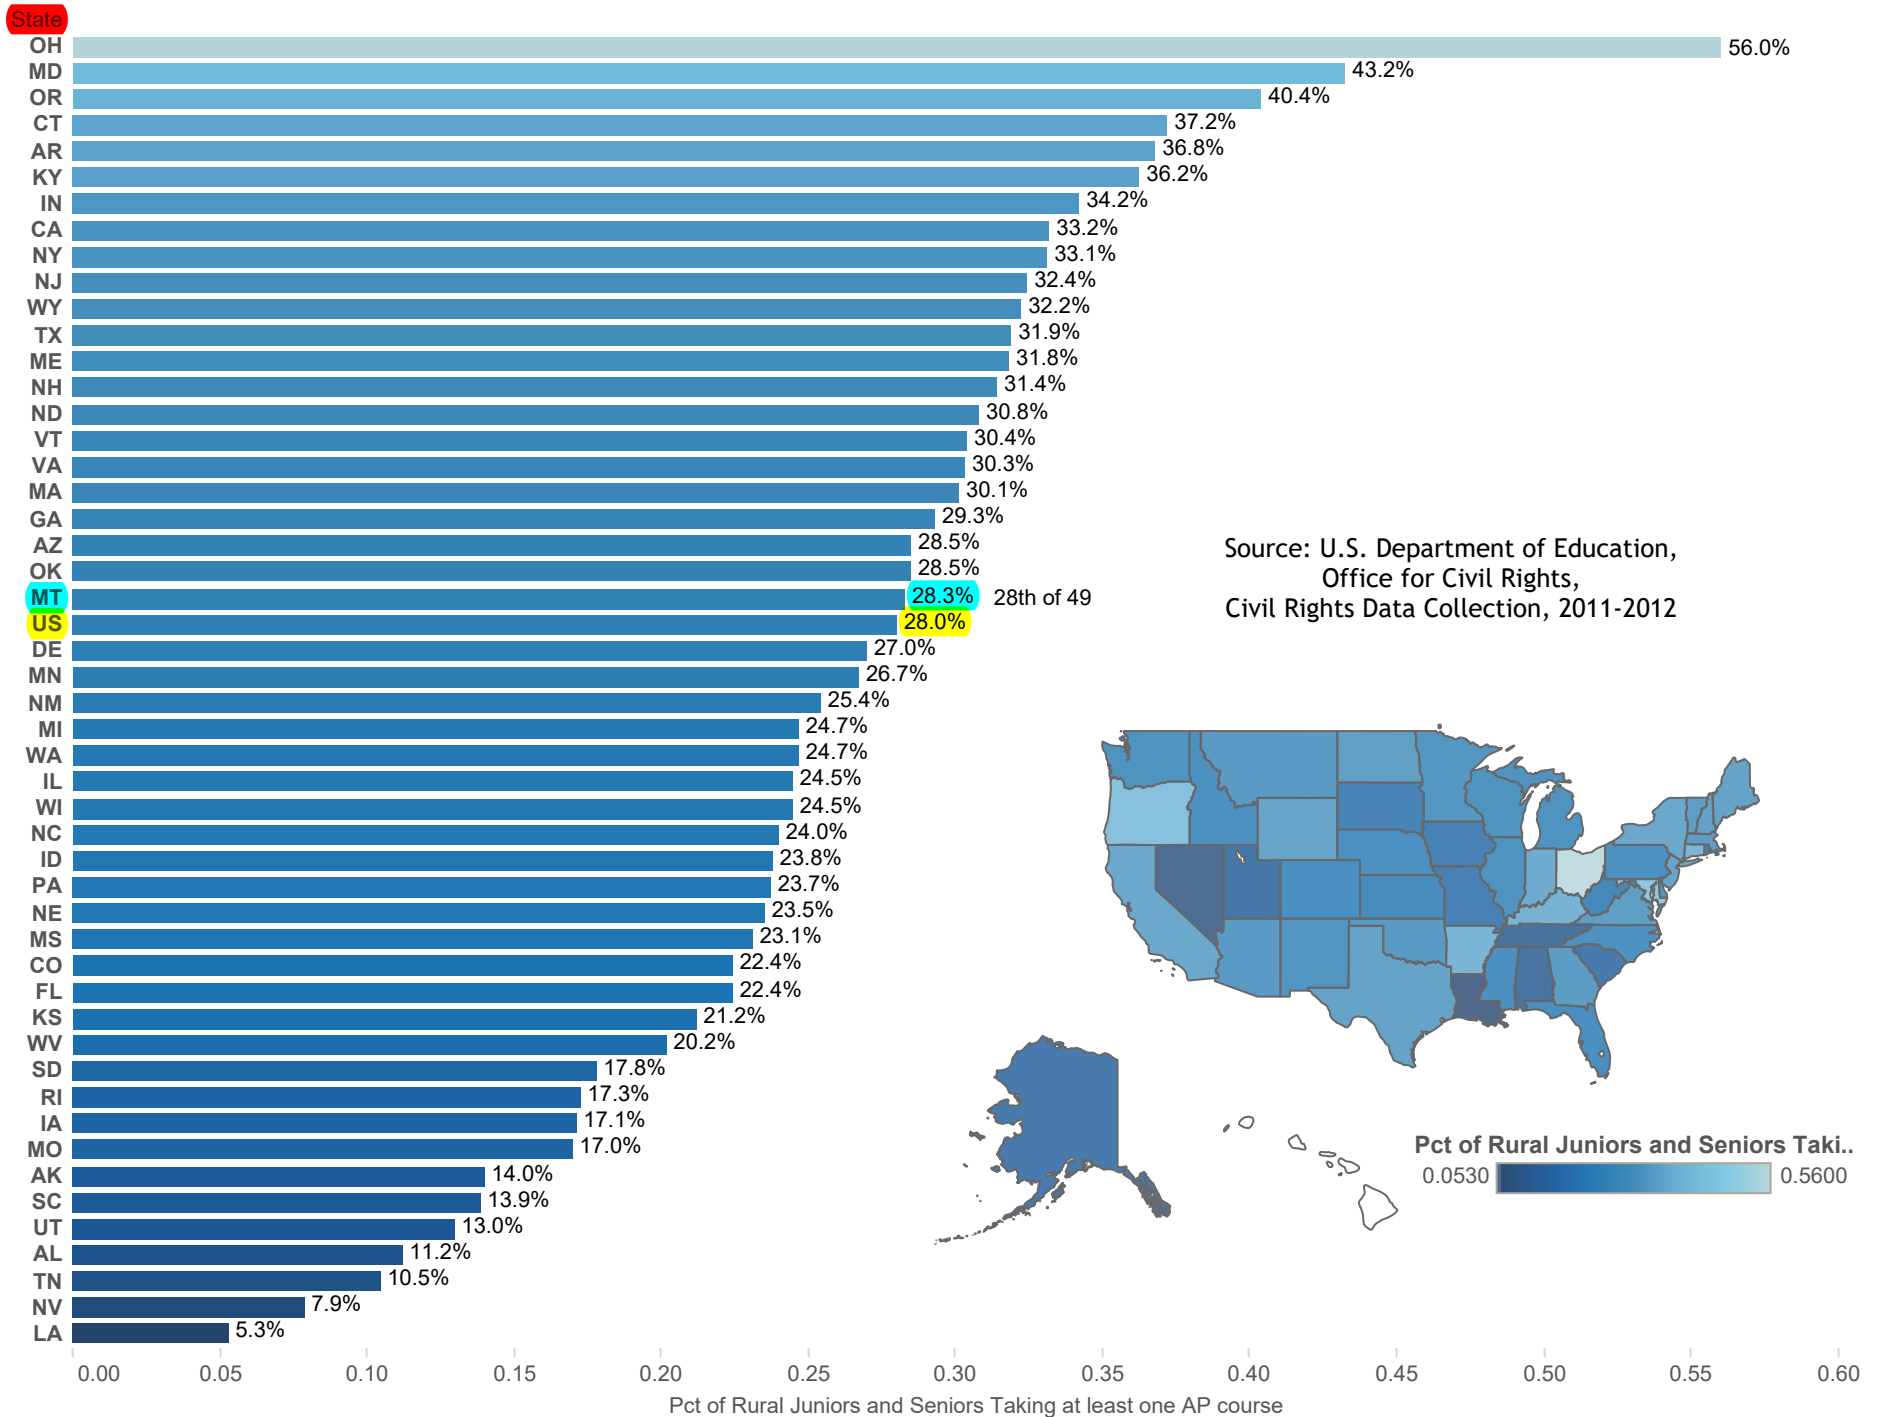 State
OH 56.0%
MD 43.2%
OR 40.4%
CT 37.2%
AR 36.8%
KY 36.2%
IN 34.2%
CA 33.2%
NY 33.1%
NJ 32.4%
WY 32.2%
TX 31.9%
ME 31.8%
NH 31.4%
ND 30.8%
VT 30.4%
VA 30.3%
MA 30.1%
GA 29.3%
AZ 28.5%
OK 28.5%
MT 28.3% 28th of 49
US 28.0%
DE 27.0%
MN 26.7%
NM 25.4%
MI 24.7%
WA 24.7%
IL 24.5%
WI 24.5%
NC 24.0%
ID 23.8%
PA 23.7%
NE 23.5%
MS 23.1%
CO 22.4%
FL 22.4%
KS 21.2%
WV 20.2%
SD 17.8%
RI 17.3%
IA 17.1%
MO 17.0%
AK 14.0%
SC 13.9%
UT 13.0%
AL 11.2%
TN 10.5%
NV 7.9%
LA 5.3%
0.00 0.05 0.10 0.15 0.20 0.25 0.30 0.35 0.40 0.45 0.50 0.55 0.60
Pct of Rural Juniors and Seniors Taking at least one AP course
Source: U.S. Department of Education,
Office for Civil Rights,
Civil Rights Data Collection, 2011-2012
Pct of Rural Juniors and Seniors Taki..
0.0530 0.5600